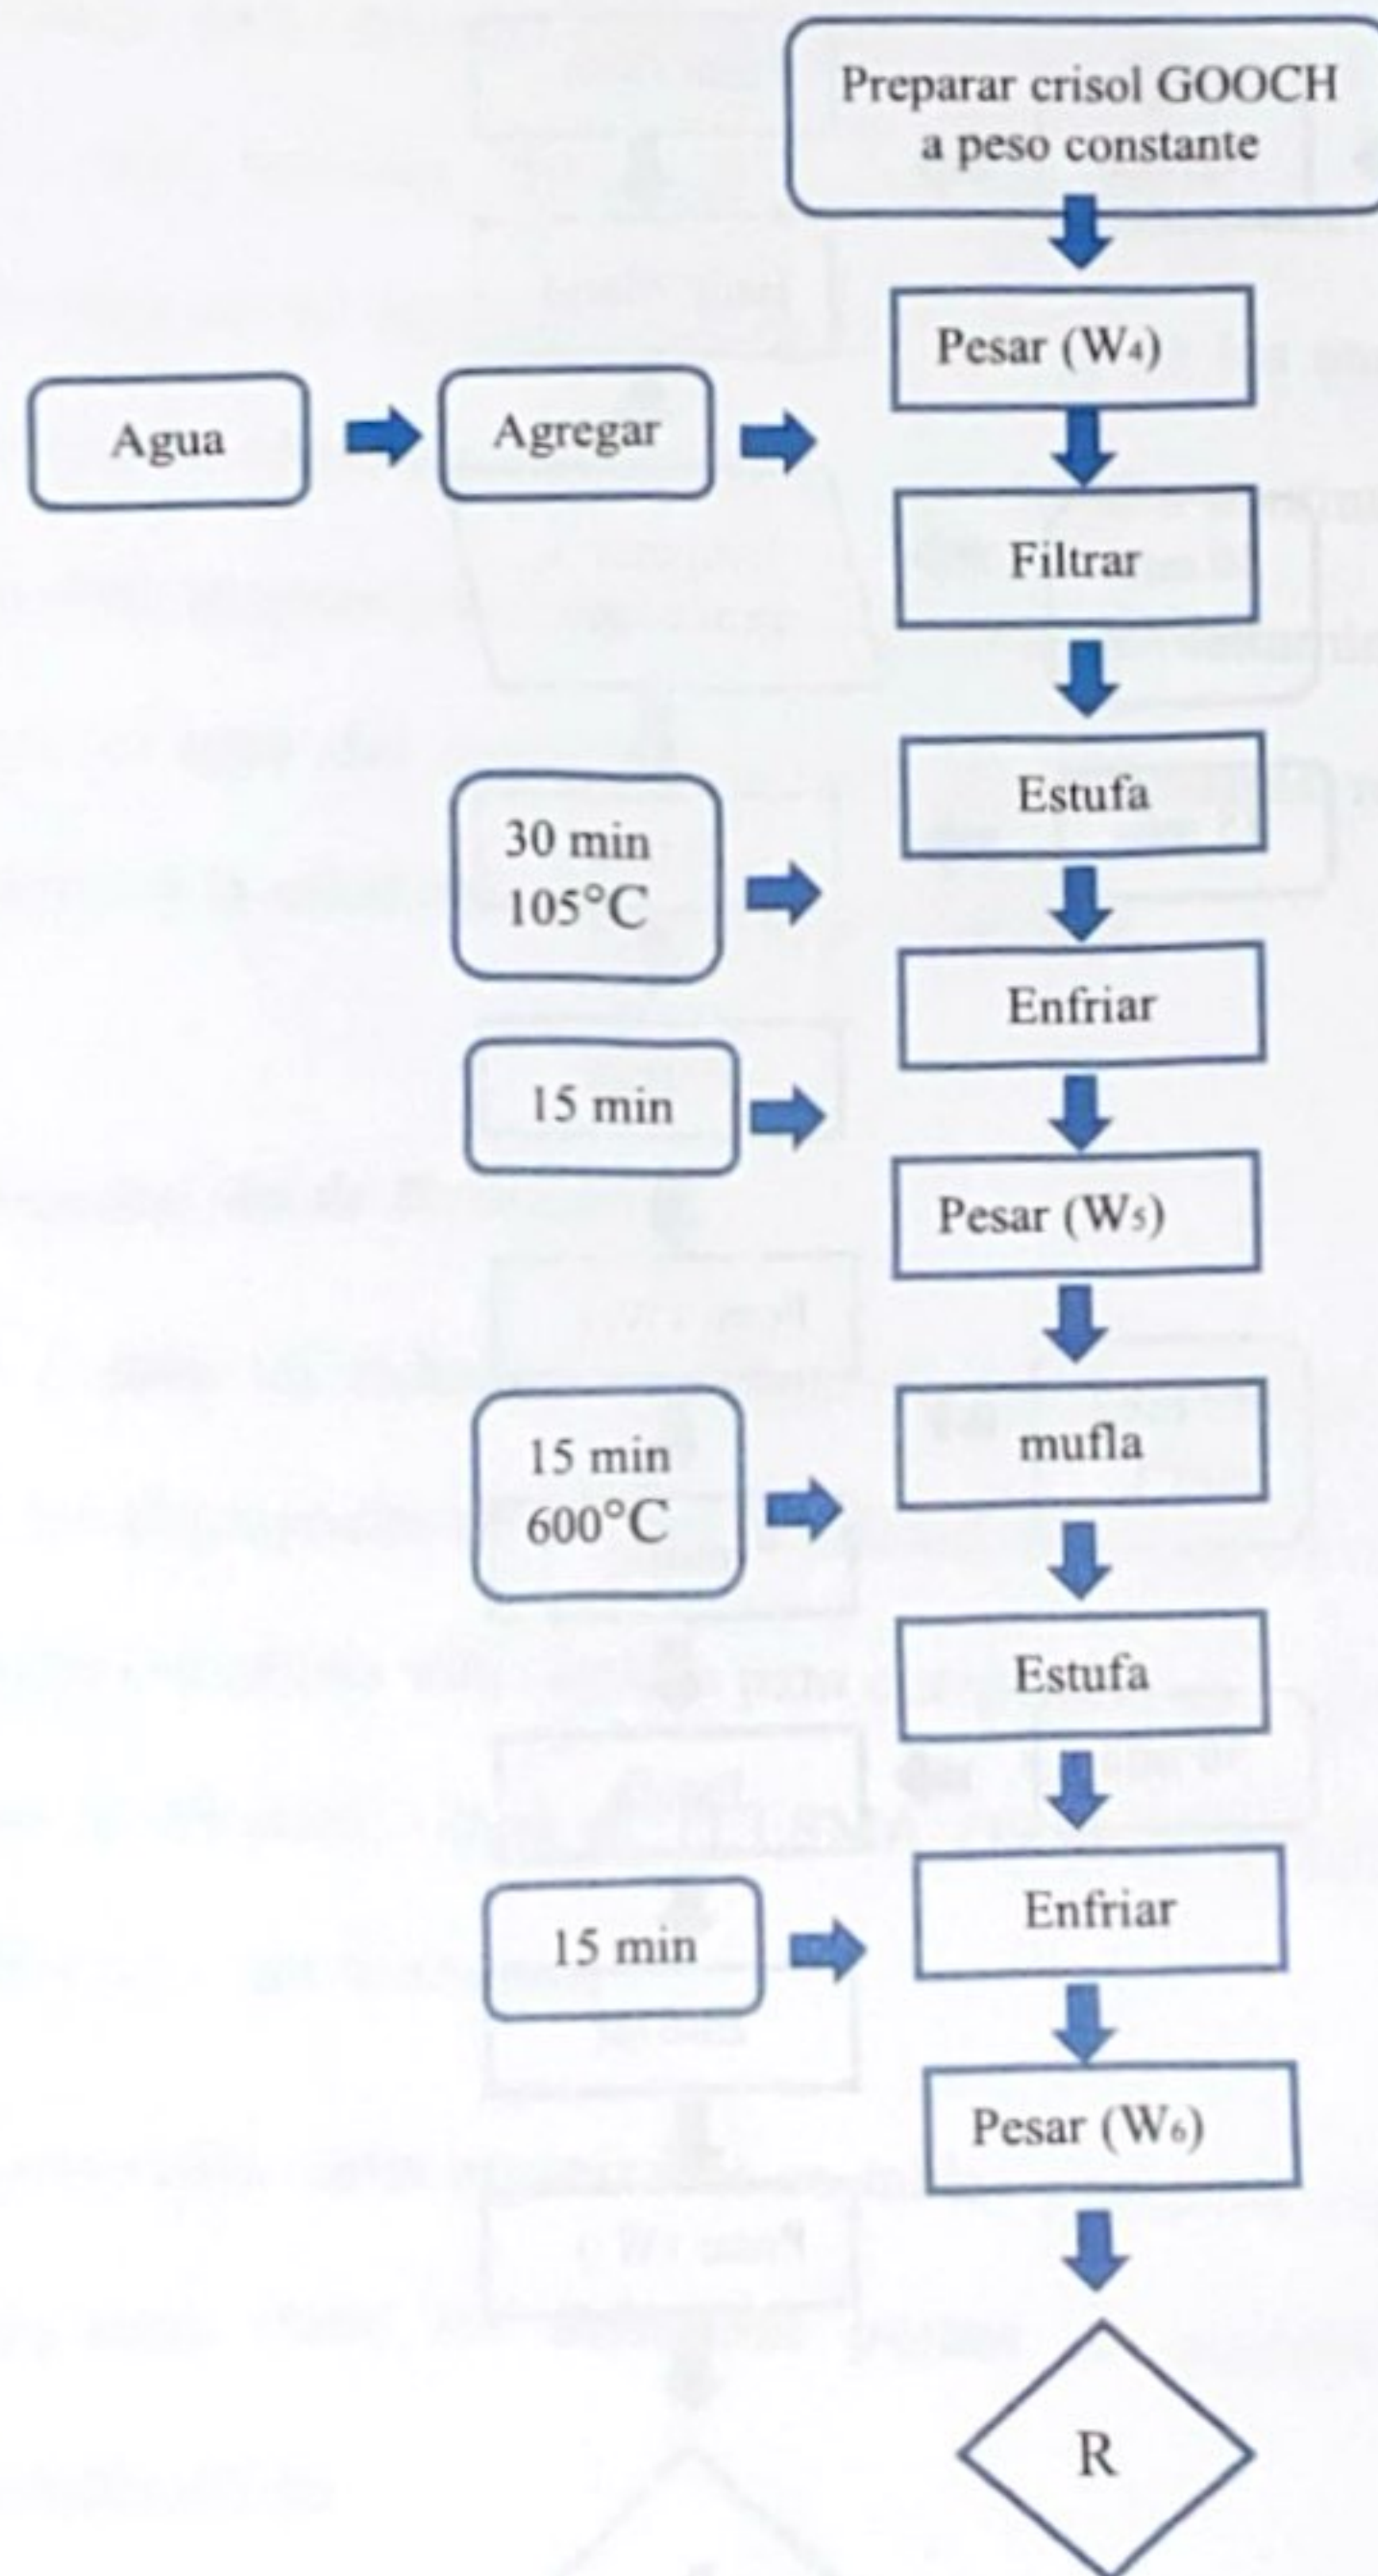 Preparar crisol GOOCH
a peso constante
Pesar (W4)
Agua
Agregar
Filtrar
Estufa
30 min
105°C
Enfriar
15 min
Pesar (W5)
mufla
15 min
600°C
Estufa
Enfriar
15 min
Pesar (W6)
R